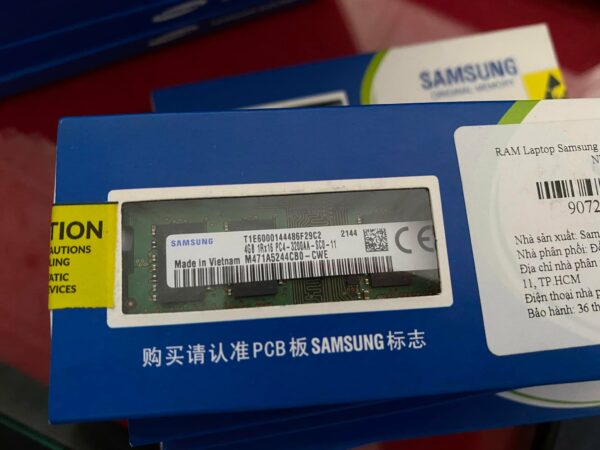 SAMSUNG
ORIGINAL MEMORY
TION
AUTIONS
UNG
ATIC
VICES
SAMSUNG
Made in Vietnam
T1E6000144486F29C2
2144
4GB 1Rx16 PC4-3200AA-SC0-11
M471A5244CB0-CWE
CE
购买请认准PCB板SAMSUNG标志
RAM Laptop Samsung
9072
Nhà sản xuất: Sam
Nhà phân phối:
Địa chỉ nhà phân
11, TP.HCM
Điện thoại nhà p
Bảo hành: 36 th